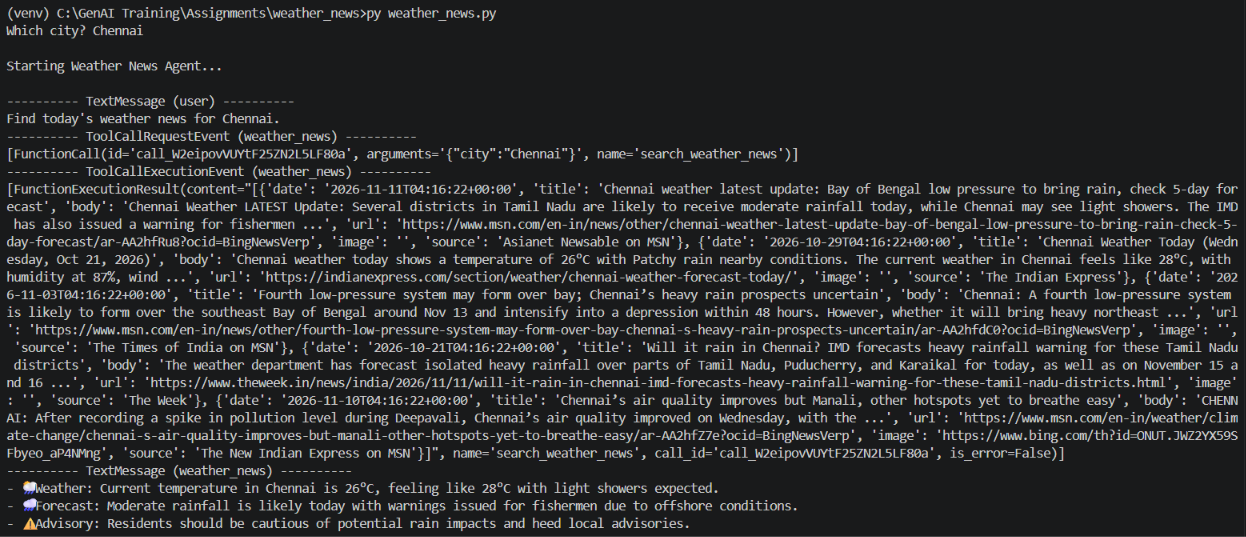 (venv) C:\GenAI Training\Assignments\weather_news>py weather_news.py
Which city? Chennai
Starting Weather News Agent...
---------- TextMessage (user) ----------
Find today's weather news for Chennai.
---------- ToolCallRequestEvent (weather_news) ----------
[FunctionCall(id='call_W2eipovVUYtF25ZN2L5LF80a', arguments='{"city":"Chennai"}', name='search_weather_news')]
---------- ToolCallExecutionEvent (weather_news) ----------
[FunctionExecutionResult(content="[{'date': '2026-11-11T04:16:22+00:00', 'title': 'Chennai weather latest update: Bay of Bengal low pressure to bring rain, check 5-day for
ecast', 'body': 'Chennai Weather LATEST Update: Several districts in Tamil Nadu are likely to receive moderate rainfall today, while Chennai may see light showers. The IMD
 has also issued a warning for fishermen ...', 'url': 'https://www.msn.com/en-in/news/other/chennai-weather-latest-update-bay-of-bengal-low-pressure-to-bring-rain-check-5-
day-forecast/ar-AA2hfRu8?ocid=BingNewsVerp', 'image': '', 'source': 'Asianet Newsable on MSN'}, {'date': '2026-10-29T04:16:22+00:00', 'title': 'Chennai Weather Today (Wedn
esday, Oct 21, 2026)', 'body': 'Chennai weather today shows a temperature of 26°C with Patchy rain nearby conditions. The current weather in Chennai feels like 28°C, with
humidity at 87%, wind ...', 'url': 'https://indianexpress.com/section/weather/chennai-weather-forecast-today/', 'image': '', 'source': 'The Indian Express'}, {'date': '202
6-11-03T04:16:22+00:00', 'title': 'Fourth low-pressure system may form over bay; Chennai’s heavy rain prospects uncertain', 'body': 'Chennai: A fourth low-pressure system
is likely to form over the southeast Bay of Bengal around Nov 13 and intensify into a depression within 48 hours. However, whether it will bring heavy northeast ...', 'url
': 'https://www.msn.com/en-in/news/other/fourth-low-pressure-system-may-form-over-bay-chennai-s-heavy-rain-prospects-uncertain/ar-AA2hfdC0?ocid=BingNewsVerp', 'image': '',
 'source': 'The Times of India on MSN'}, {'date': '2026-10-21T04:16:22+00:00', 'title': 'Will it rain in Chennai? IMD forecasts heavy rainfall warning for these Tamil Nadu
 districts', 'body': 'The weather department has forecast isolated heavy rainfall over parts of Tamil Nadu, Puducherry, and Karaikal for today, as well as on November 15 a
nd 16 ...', 'url': 'https://www.theweek.in/news/india/2026/11/11/will-it-rain-in-chennai-imd-forecasts-heavy-rainfall-warning-for-these-tamil-nadu-districts.html', 'image'
: '', 'source': 'The Week'}, {'date': '2026-11-10T04:16:22+00:00', 'title': 'Chennai’s air quality improves but Manali, other hotspots yet to breathe easy', 'body': 'CHENN
AI: After recording a spike in pollution level during Deepavali, Chennai’s air quality improved on Wednesday, with the ...', 'url': 'https://www.msn.com/en-in/weather/clim
ate-change/chennai-s-air-quality-improves-but-manali-other-hotspots-yet-to-breathe-easy/ar-AA2hfZ7e?ocid=BingNewsVerp', 'image': 'https://www.bing.com/th?id=ONUT.JWZ2YX59S
Fbyeo_aP4NMng', 'source': 'The New Indian Express on MSN'}]", name='search_weather_news', call_id='call_W2eipovVUYtF25ZN2L5LF80a', is_error=False)]
---------- TextMessage (weather_news) ----------
- 🌦️Weather: Current temperature in Chennai is 26°C, feeling like 28°C with light showers expected.
- 🌧️Forecast: Moderate rainfall is likely today with warnings issued for fishermen due to offshore conditions.
- ⚠️Advisory: Residents should be cautious of potential rain impacts and heed local advisories.